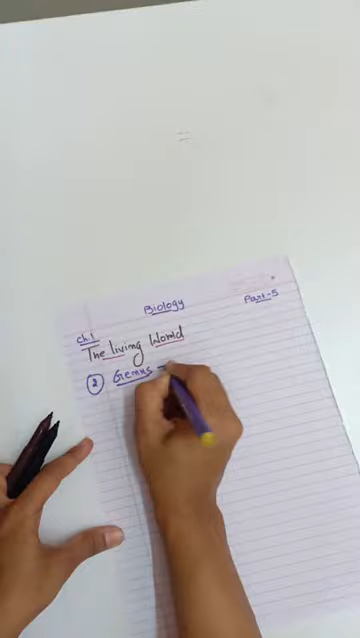 Biology
Part-5
ch.1
The living World
2 Genus -